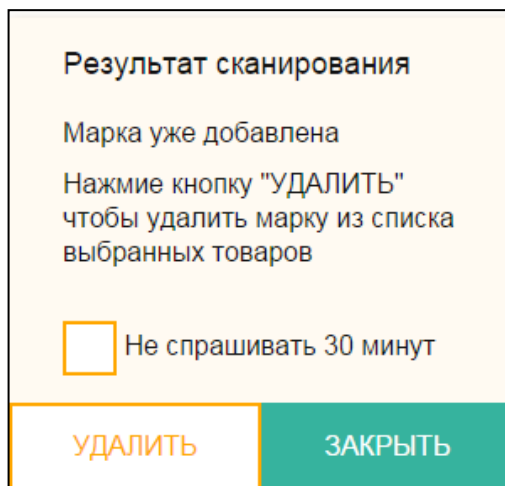 Результат сканирования
Марка уже добавлена
Нажмие кнопку "УДАЛИТЬ"
чтобы удалить марку из списка
выбранных товаров
Не спрашивать 30 минут
УДАЛИТЬ
ЗАКРЫТЬ